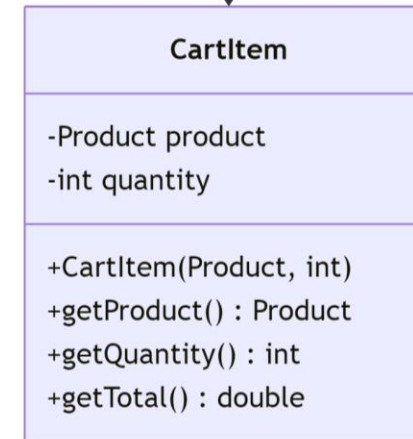 CartItem
-Product product
-int quantity
+CartItem(Product, int)
+getProduct() : Product
+getQuantity() : int
+getTotal() : double